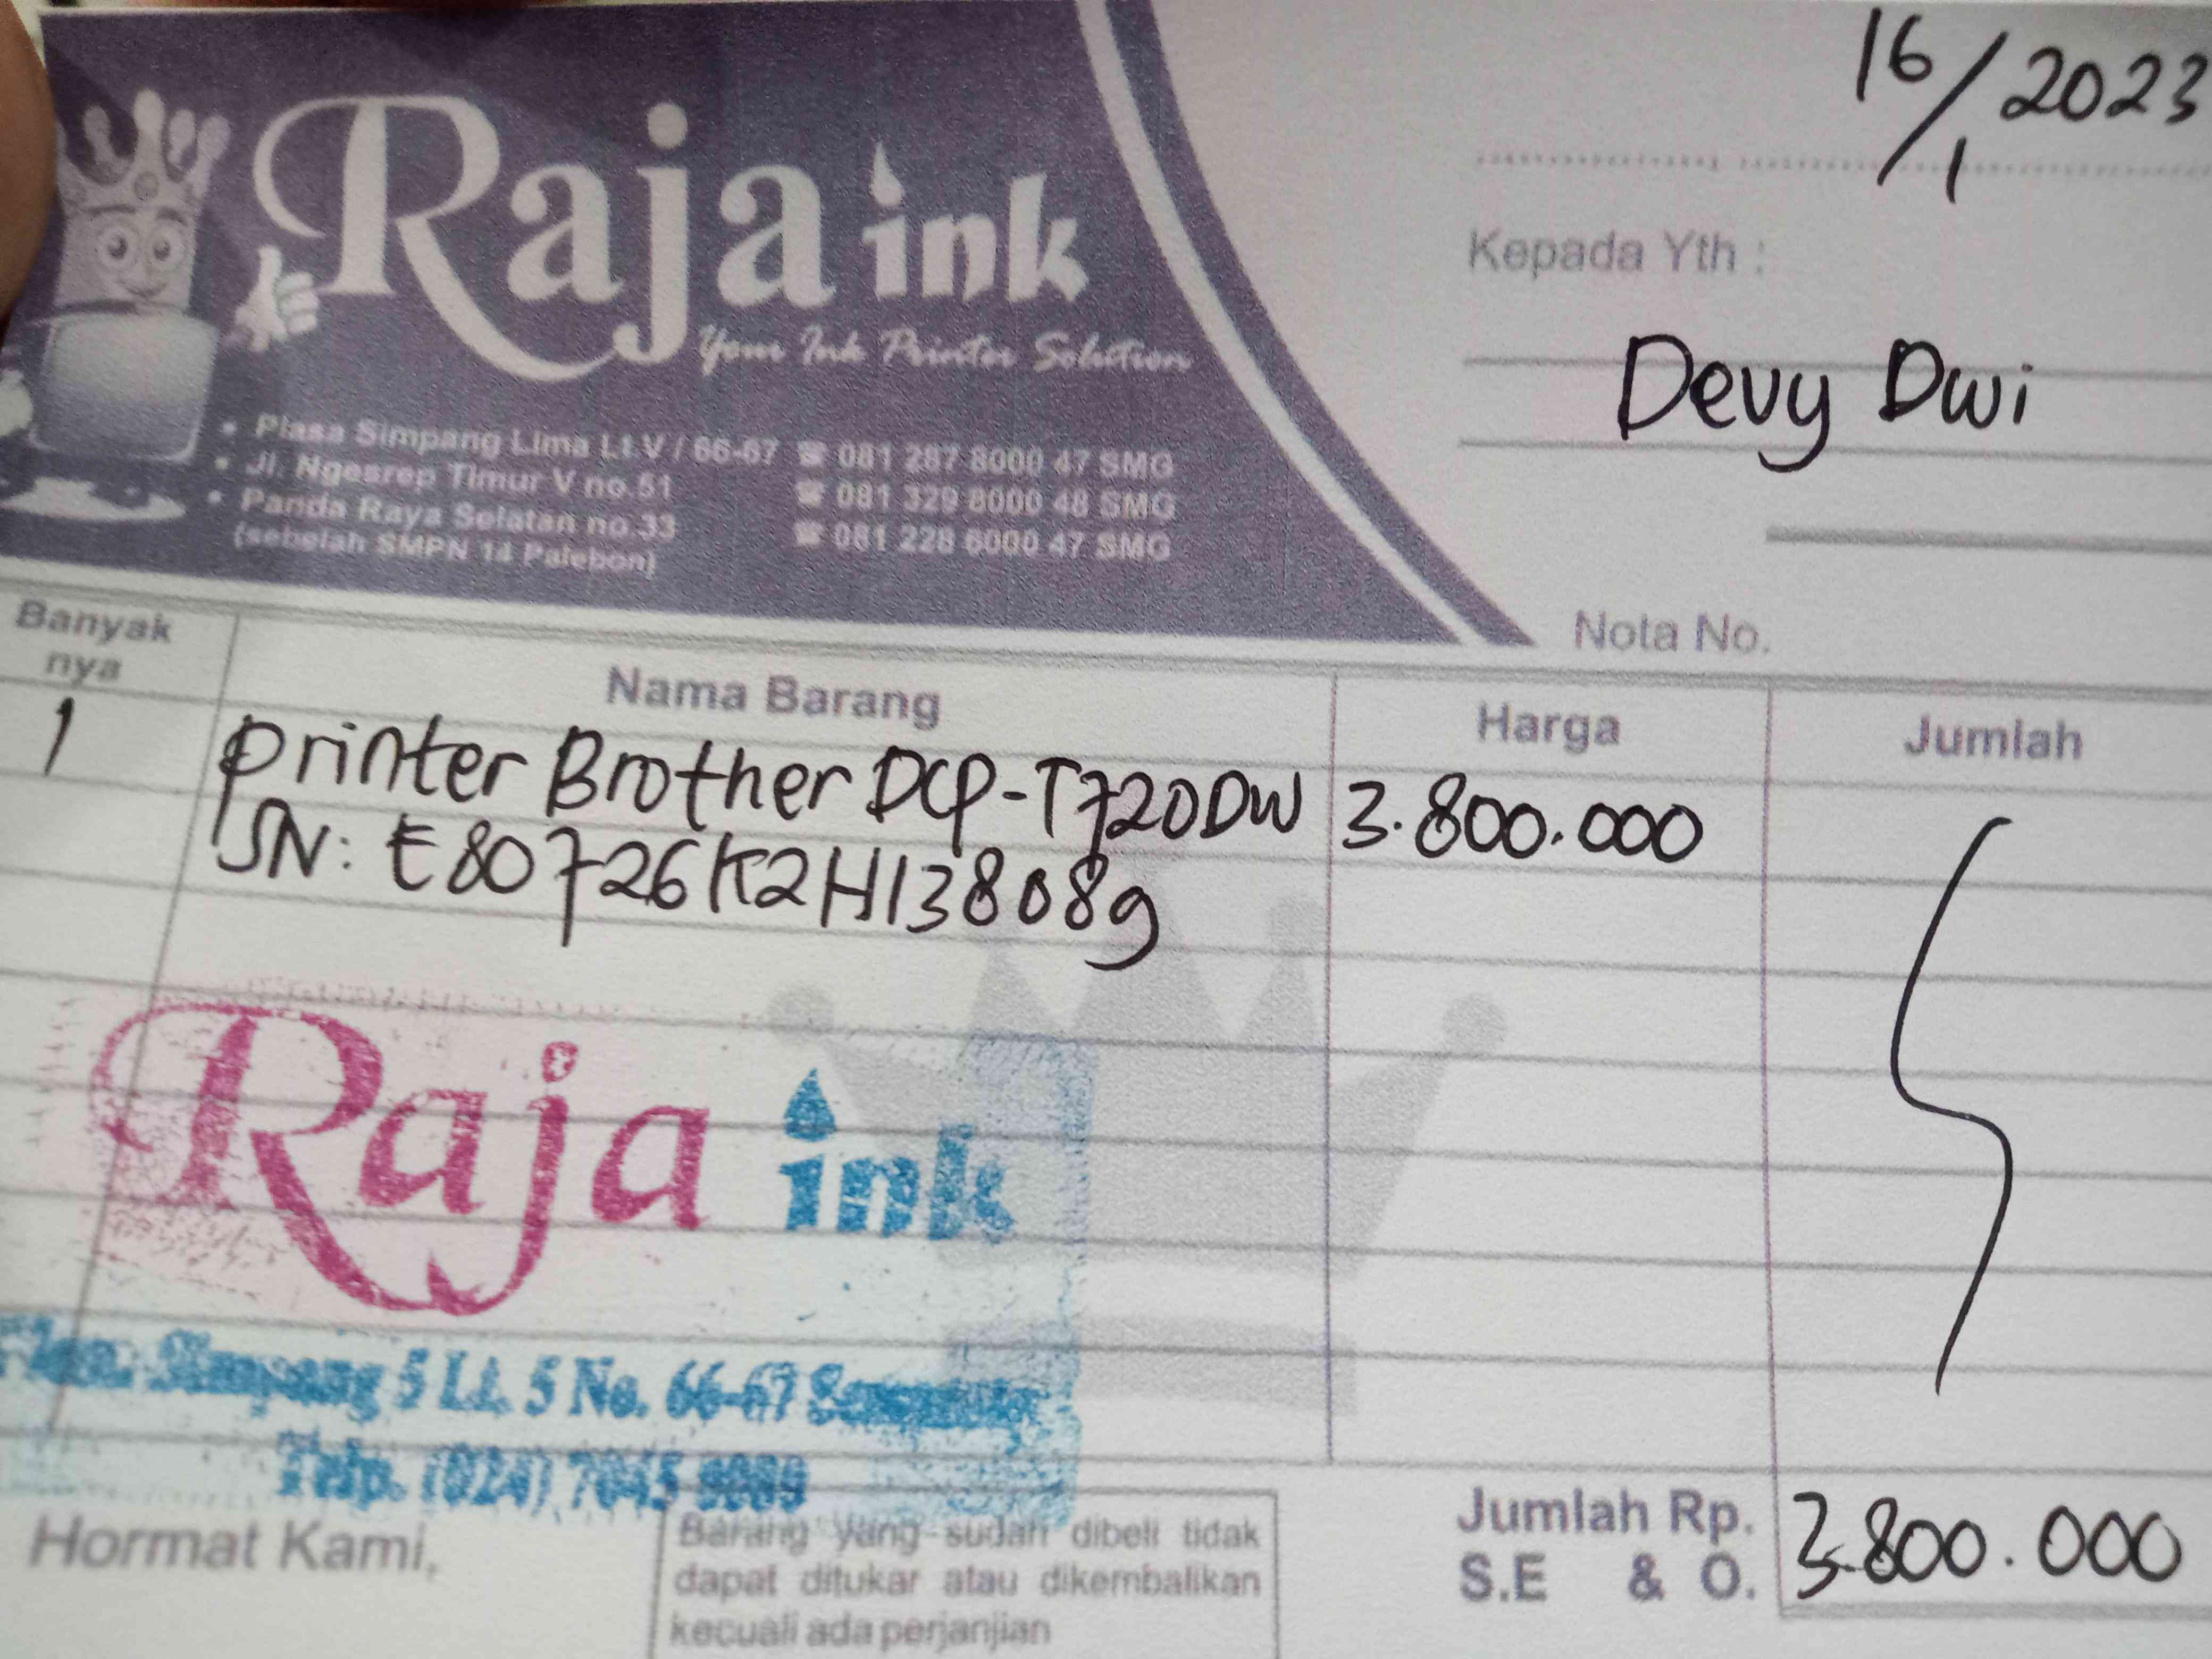 16/1 2023
Raja ink
Your Ink Printer Solution
• Plasa Simpang Lima Lt.V / 66-67 ☎ 081 287 8000 47 SMG
• Jl. Ngesrep Timur V no.51 ☎ 081 329 8000 48 SMG
• Panda Raya Selatan no.33 ☎ 081 228 6000 47 SMG
(sebelah SMPN 14 Palebon)
Kepada Yth :
Devy Dwi
Nota No.
Banyak nya Nama Barang Harga Jumlah
1 Printer Brother DCP-T720DW 3.800.000
SN: E80726K2H138089
Raja ink
Plasa Simpang 5 Lt. 5 No. 66-67 Semarang
Telp. (024) 7045
Hormat Kami,
Barang yang sudah dibeli tidak
dapat ditukar atau dikembalikan
kecuali ada perjanjian
Jumlah Rp. 3.800.000
S.E & O.